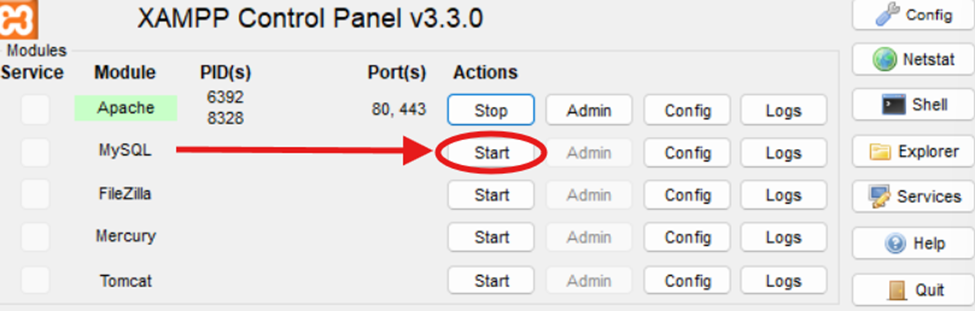 XAMPP Control Panel v3.3.0
Config
Modules
Service Module PID(s) Port(s) Actions
Netstat
Apache 6392 8328 80, 443 Stop Admin Config Logs
Shell
MySQL Start Admin Config Logs
Explorer
FileZilla Start Admin Config Logs
Services
Mercury Start Admin Config Logs
Help
Tomcat Start Admin Config Logs
Quit